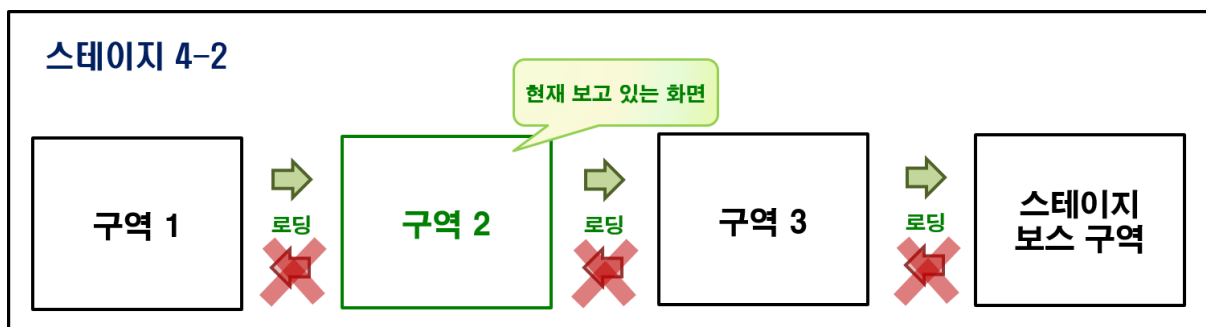 스테이지 4-2
현재 보고 있는 화면
구역 1
로딩
구역 2
로딩
구역 3
로딩
스테이지
보스 구역